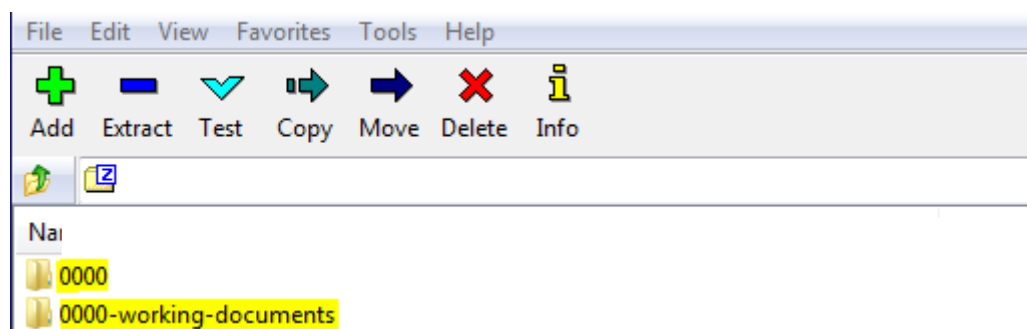 File Edit View Favorites Tools Help
Add Extract Test Copy Move Delete Info
Z
Na
0000
0000-working-documents